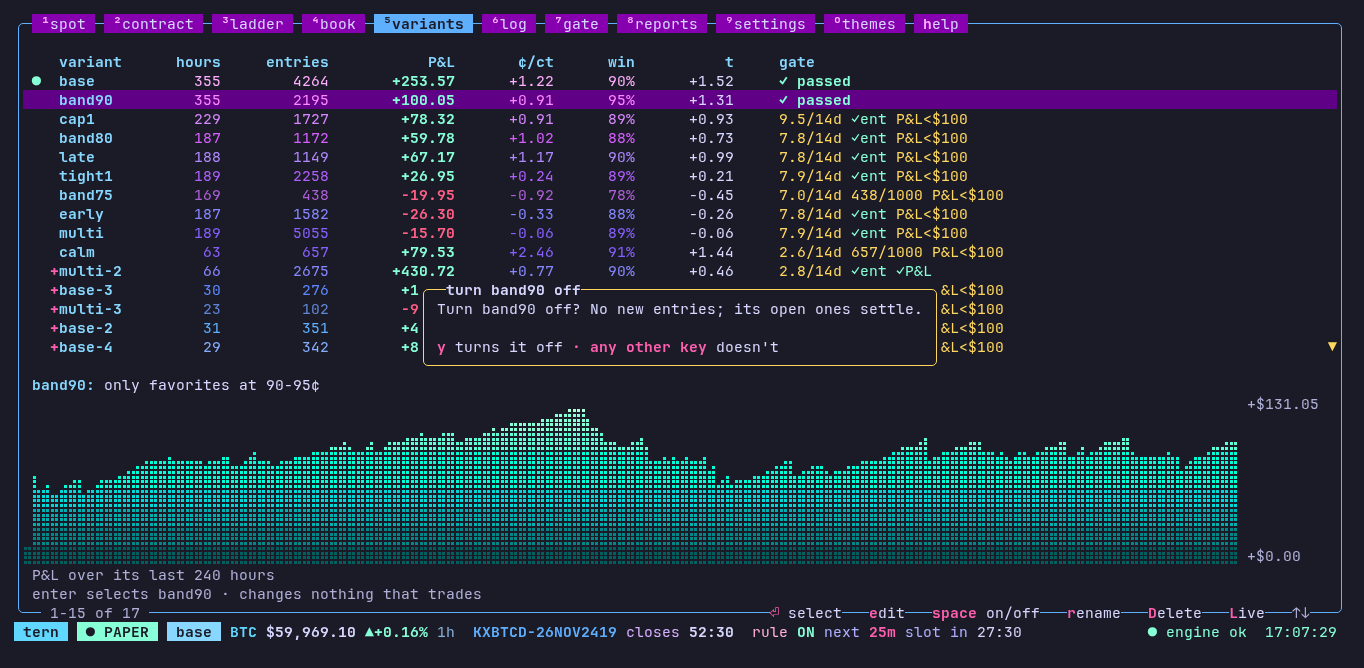 ¹spot ²contract ³ladder ⁴book ⁵variants ⁶log ⁷gate ⁸reports ⁹settings ⁰themes help
variant hours entries P&L ¢/ct win t gate
● base 355 4264 +253.57 +1.22 90% +1.52 ✓ passed
band90 355 2195 +100.05 +0.91 95% +1.31 ✓ passed
cap1 229 1727 +78.32 +0.91 89% +0.93 9.5/14d ✓ent P&L<$100
band80 187 1172 +59.78 +1.02 88% +0.73 7.8/14d ✓ent P&L<$100
late 188 1149 +67.17 +1.17 90% +0.99 7.8/14d ✓ent P&L<$100
tight1 189 2258 +26.95 +0.24 89% +0.21 7.9/14d ✓ent P&L<$100
band75 169 438 -19.95 -0.92 78% -0.45 7.0/14d 438/1000 P&L<$100
early 187 1582 -26.30 -0.33 88% -0.26 7.8/14d ✓ent P&L<$100
multi 189 5055 -15.70 -0.06 89% -0.06 7.9/14d ✓ent P&L<$100
calm 63 657 +79.53 +2.46 91% +1.44 2.6/14d 657/1000 P&L<$100
+multi-2 66 2675 +430.72 +0.77 90% +0.46 2.8/14d ✓ent ✓P&L
+base-3 30 276 +1 turn band90 off &L<$100
+multi-3 23 102 -9 Turn band90 off? No new entries; its open ones settle. &L<$100
+base-2 31 351 +4 &L<$100
+base-4 29 342 +8 y turns it off · any other key doesn't &L<$100 ▼
band90: only favorites at 90-95¢
+$131.05
+$0.00
P&L over its last 240 hours
enter selects band90 · changes nothing that trades
1-15 of 17 ⏎ select edit space on/off rename Delete Live ↑↓
tern ● PAPER base BTC $59,969.10 ▲+0.16% 1h KXBTCD-26NOV2419 closes 52:30 rule ON next 25m slot in 27:30 ● engine ok 17:07:29